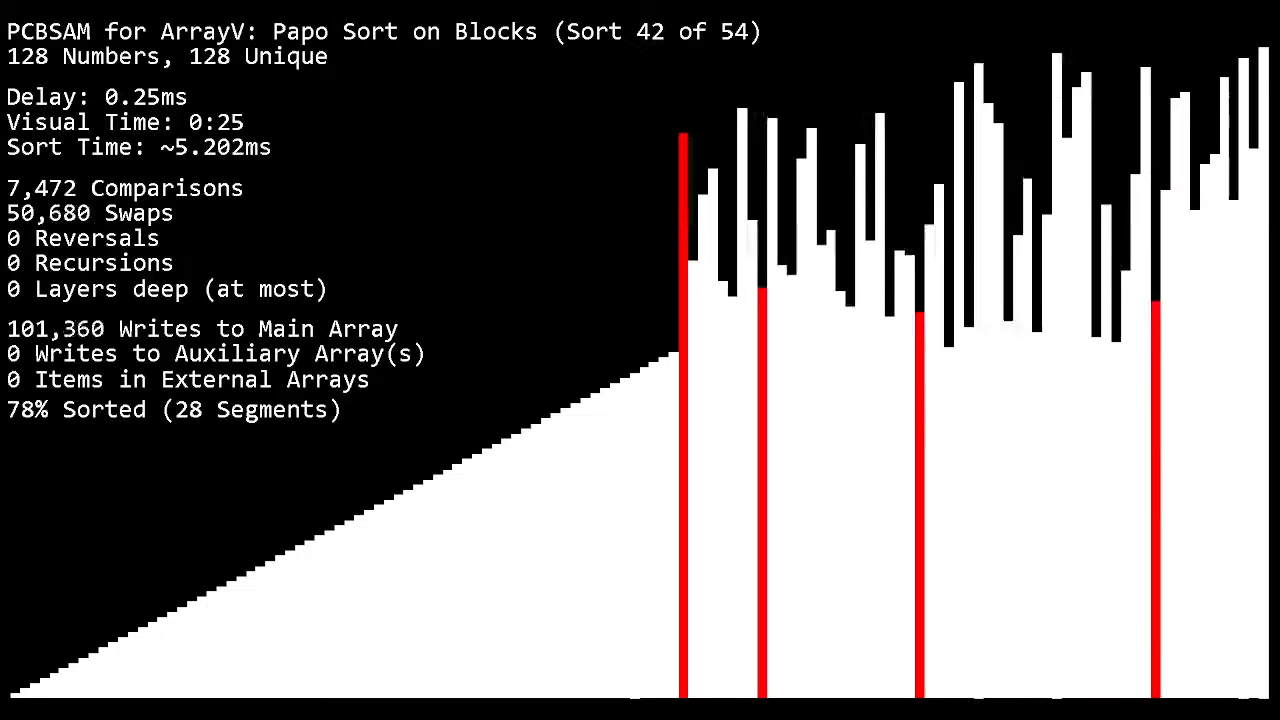 PCBSAM for ArrayV: Papo Sort on Blocks (Sort 42 of 54)
128 Numbers, 128 Unique
Delay: 0.25ms
Visual Time: 0:25
Sort Time: ~5.202ms
7,472 Comparisons
50,680 Swaps
0 Reversals
0 Recursions
0 Layers deep (at most)
101,360 Writes to Main Array
0 Writes to Auxiliary Array(s)
0 Items in External Arrays
78% Sorted (28 Segments)